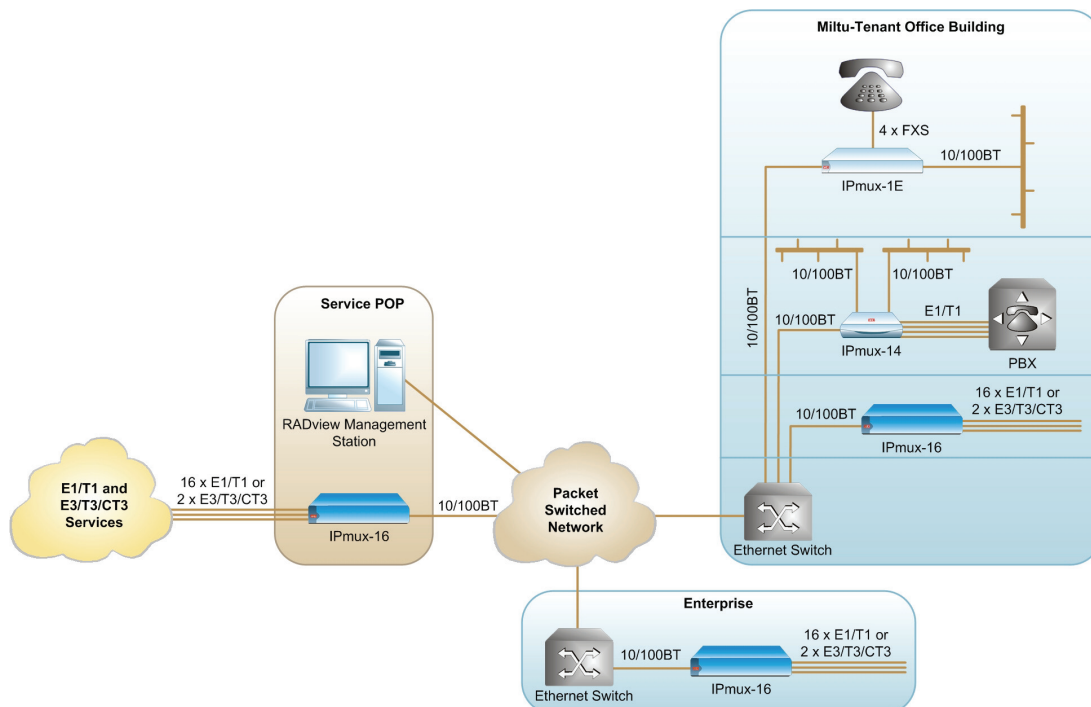 Miltu-Tenant Office Building
4 x FXS
10/100BT
IPmux-1E
10/100BT
10/100BT
10/100BT
10/100BT
E1/T1
IPmux-14
PBX
10/100BT
16 x E1/T1 or
2 x E3/T3/CT3
IPmux-16
Ethernet Switch
Service POP
RADview Management
Station
E1/T1 and
E3/T3/CT3
Services
16 x E1/T1 or
2 x E3/T3/CT3
IPmux-16
10/100BT
Packet
Switched
Network
Enterprise
Ethernet Switch
10/100BT
IPmux-16
16 x E1/T1 or
2 x E3/T3/CT3